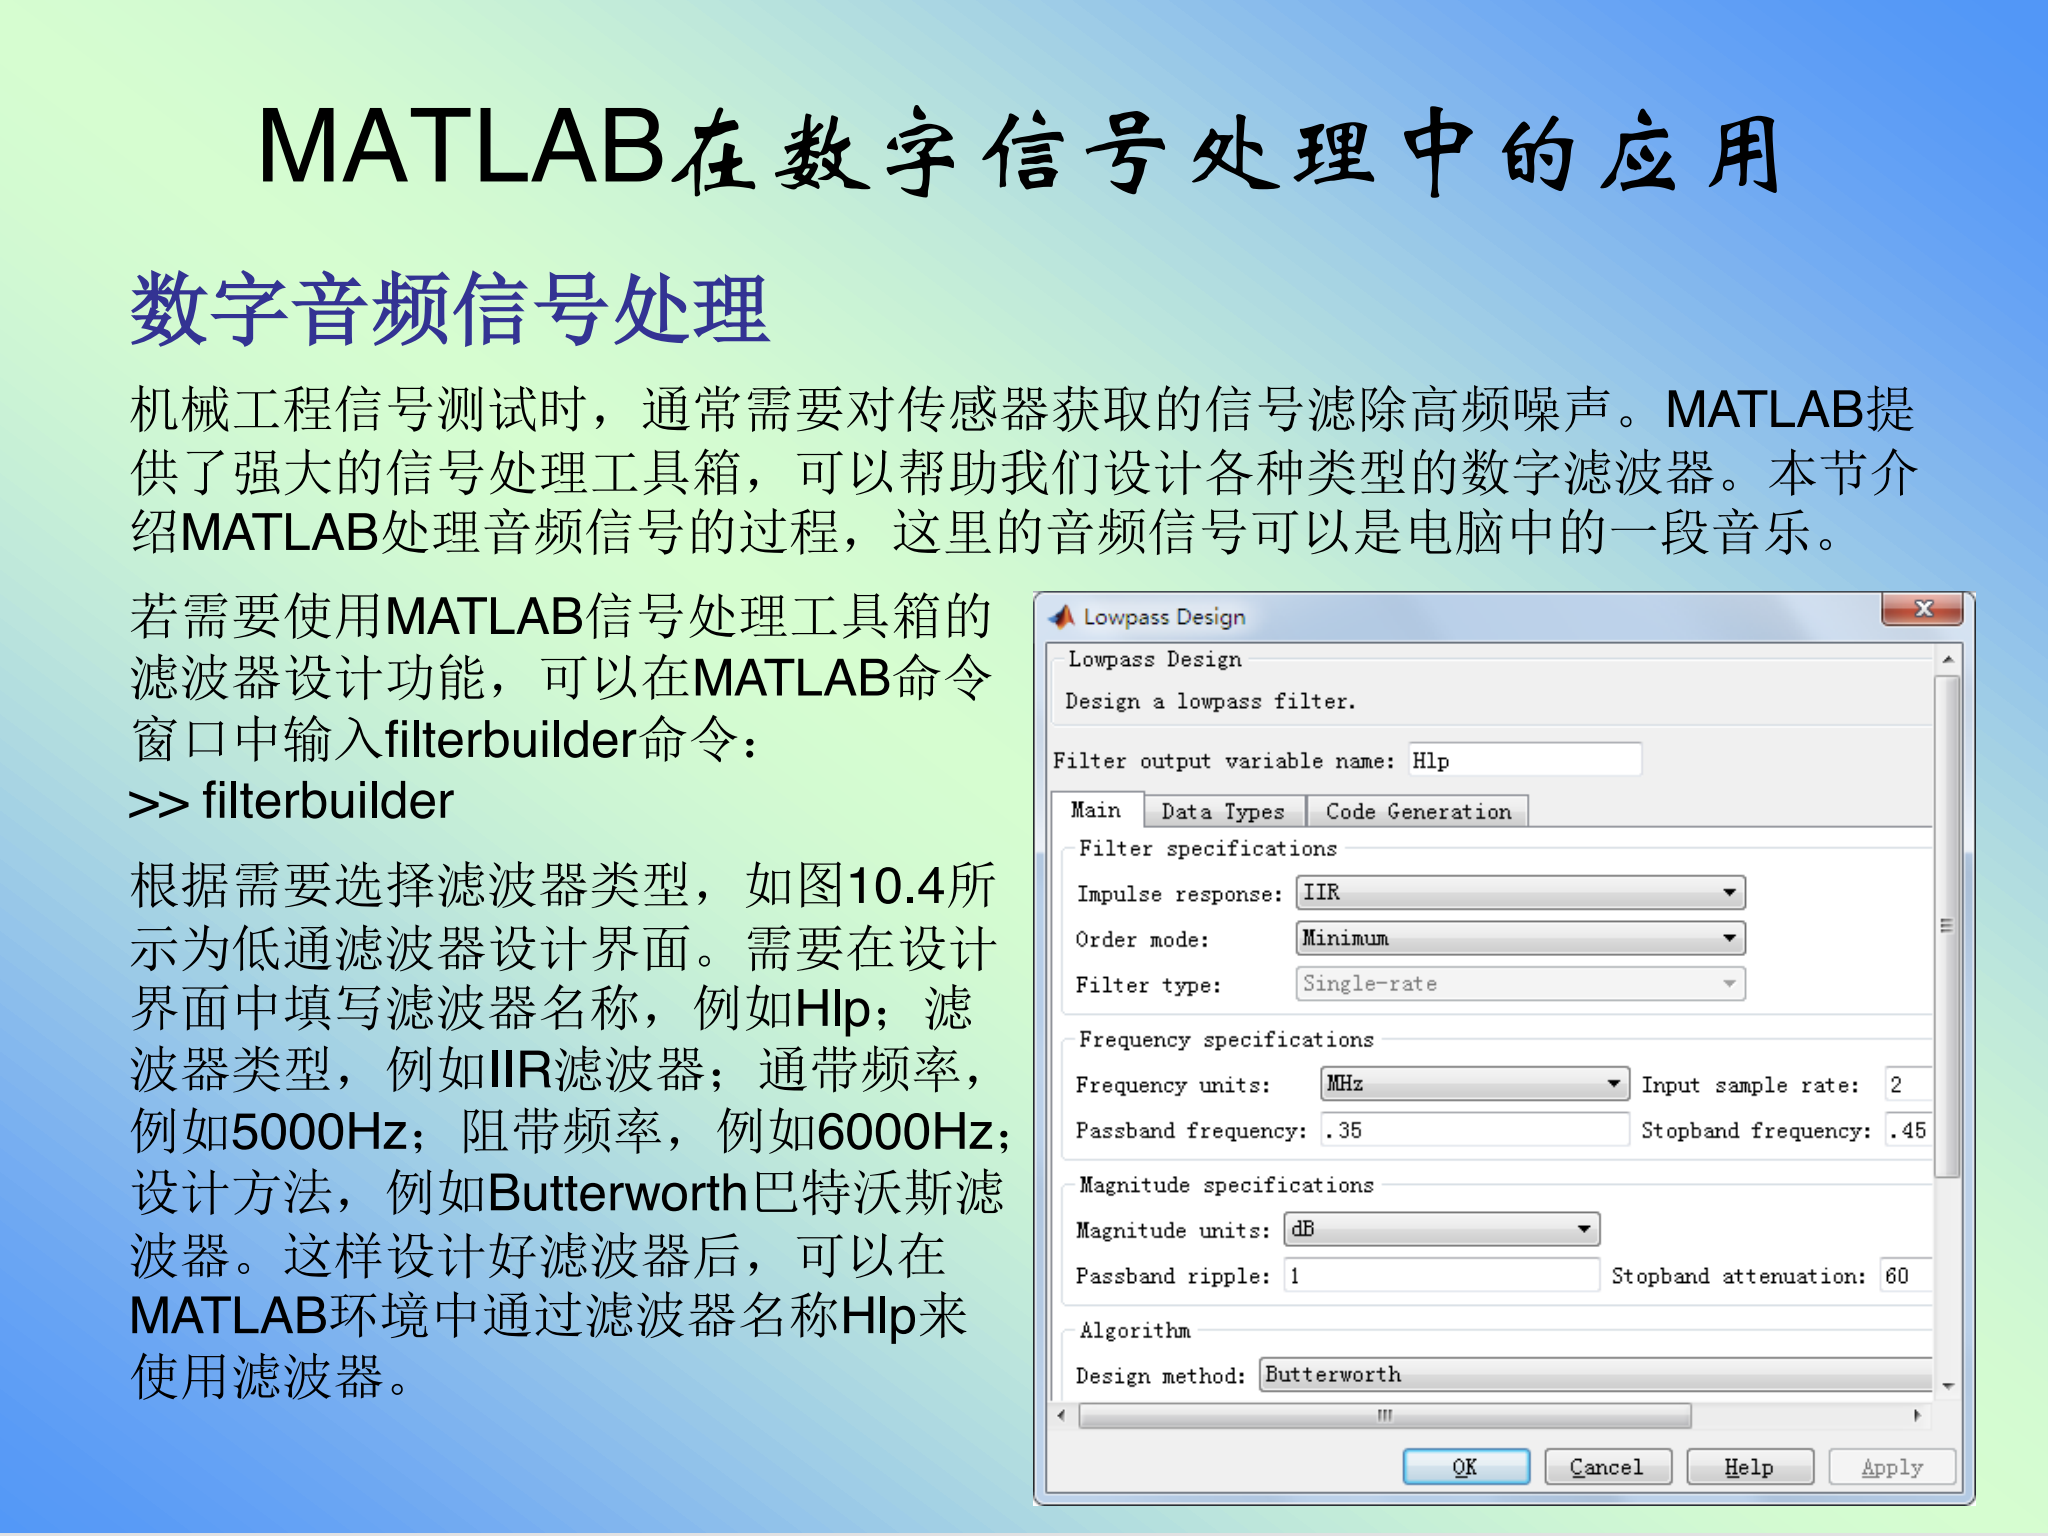 MATLAB在数字信号处理中的应用
数字音频信号处理
机械工程信号测试时，通常需要对传感器获取的信号滤除高频噪声。MATLAB提
供了强大的信号处理工具箱，可以帮助我们设计各种类型的数字滤波器。本节介
绍MATLAB处理音频信号的过程，这里的音频信号可以是电脑中的一段音乐。
若需要使用MATLAB信号处理工具箱的
滤波器设计功能，可以在MATLAB命令
窗口中输入filterbuilder命令：
>> filterbuilder
根据需要选择滤波器类型，如图10.4所
示为低通滤波器设计界面。需要在设计
界面中填写滤波器名称，例如Hlp；滤
波器类型，例如IIR滤波器；通带频率，
例如5000Hz；阻带频率，例如6000Hz；
设计方法，例如Butterworth巴特沃斯滤
波器。这样设计好滤波器后，可以在
MATLAB环境中通过滤波器名称Hlp来
使用滤波器。
Lowpass Design
Lowpass Design
Design a lowpass filter.
Filter output variable name: Hlp
Main Data Types Code Generation
Filter specifications
Impulse response: IIR
Order mode: Minimum
Filter type: Single-rate
Frequency specifications
Frequency units: MHz Input sample rate: 2
Passband frequency: .35 Stopband frequency: .45
Magnitude specifications
Magnitude units: dB
Passband ripple: 1 Stopband attenuation: 60
Algorithm
Design method: Butterworth
OK Cancel Help Apply